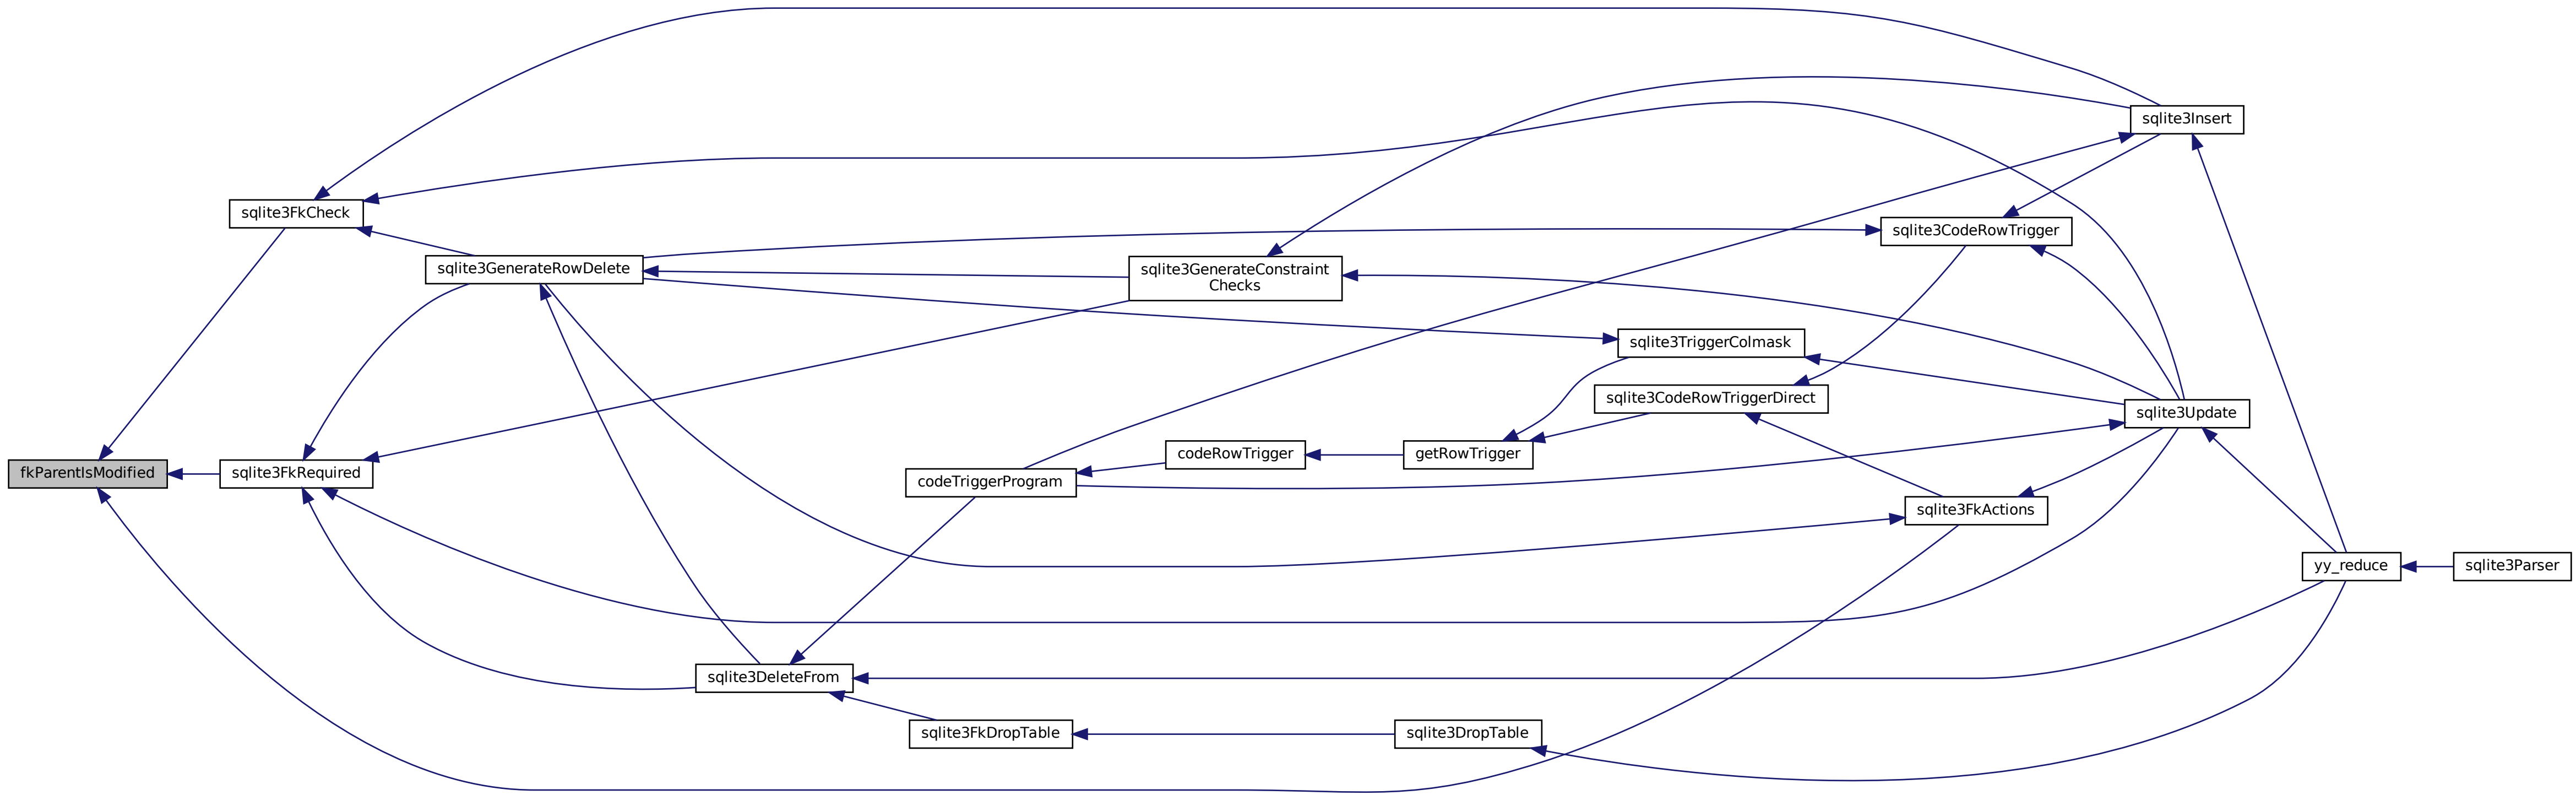 sqlite3Insert
sqlite3FkCheck
sqlite3CodeRowTrigger
sqlite3GenerateRowDelete
sqlite3GenerateConstraint
Checks
sqlite3TriggerColmask
sqlite3CodeRowTriggerDirect
sqlite3Update
fkParentIsModified
sqlite3FkRequired
codeTriggerProgram
codeRowTrigger
getRowTrigger
sqlite3FkActions
yy_reduce
sqlite3Parser
sqlite3DeleteFrom
sqlite3FkDropTable
sqlite3DropTable